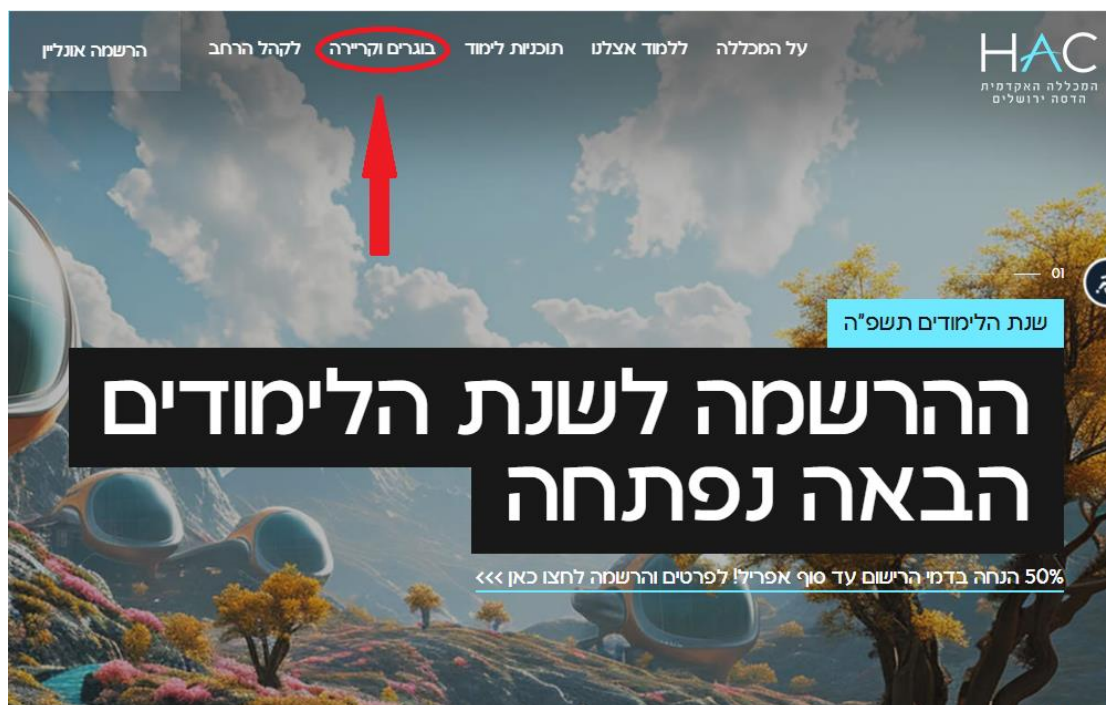 HAC
המכללה האקדמית
הדסה ירושלים
על המכללה ללמוד אצלנו תוכניות לימוד בוגרים וקריירה לקהל הרחב הרשמה אונליין
01
שנת הלימודים תשפ"ה
ההרשמה לשנת הלימודים
הבאה נפתחה
50% הנחה בדמי הרישום עד סוף אפריל! לפרטים והרשמה לחצו כאן >>>